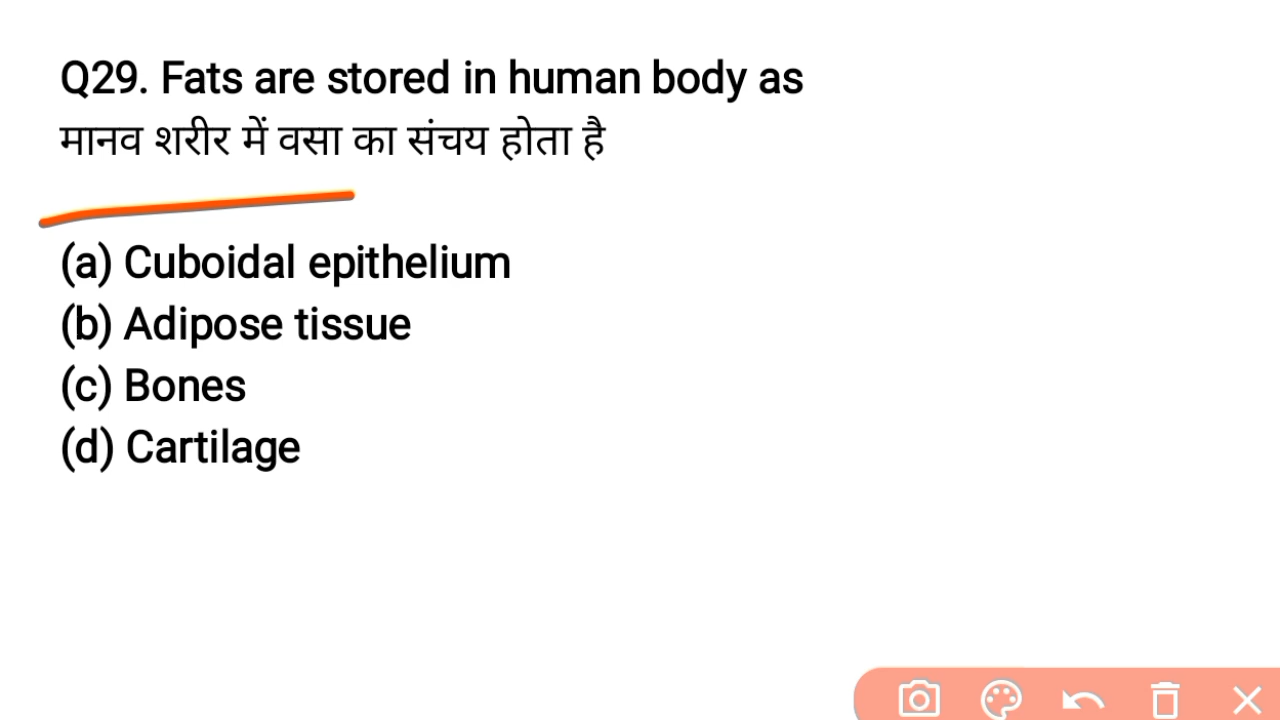 Q29. Fats are stored in human body as
मानव शरीर में वसा का संचय होता है
(a) Cuboidal epithelium
(b) Adipose tissue
(c) Bones
(d) Cartilage